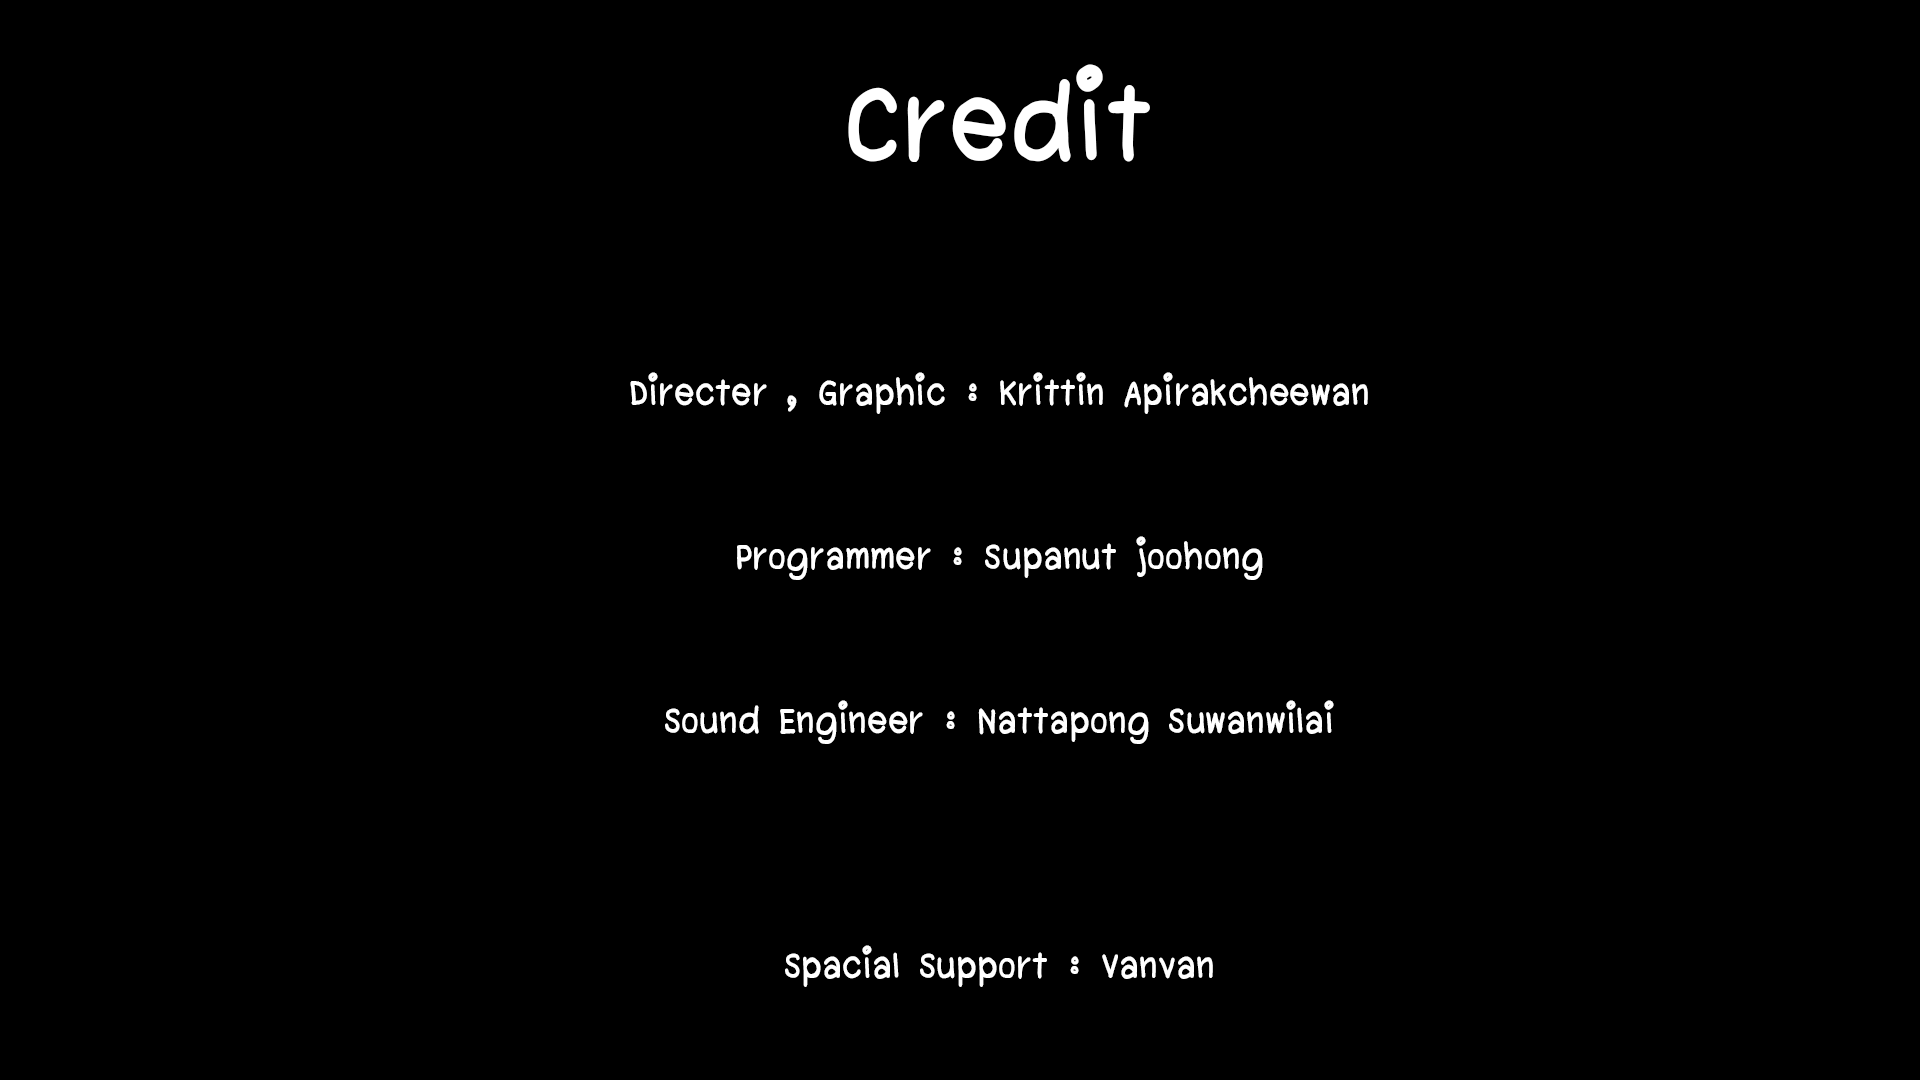 Credit
Directer , Graphic : Krittin Apirakcheewan
Programmer : Supanut joohong
Sound Engineer : Nattapong Suwanwilai
Spacial Support : Vanvan